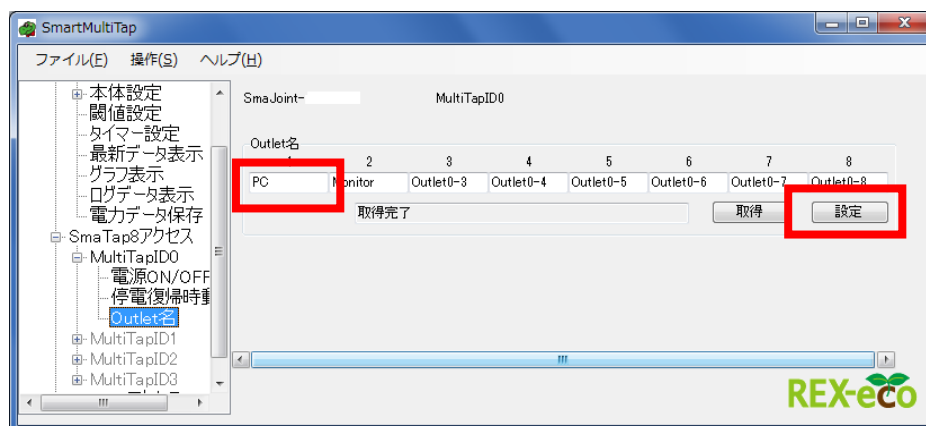 SmartMultiTap
ファイル(F) 操作(S) ヘルプ(H)
本体設定
閾値設定
タイマー設定
最新データ表示
グラフ表示
ログデータ表示
電力データ保存
SmaTap8アクセス
MultiTapID0
電源ON/OFF
停電復帰時動
Outlet名
MultiTapID1
MultiTapID2
MultiTapID3
SmaJoint- MultiTapID0
Outlet名
1 2 3 4 5 6 7 8
PC Monitor Outlet0-3 Outlet0-4 Outlet0-5 Outlet0-6 Outlet0-7 Outlet0-8
取得完了 取得 設定
REX-eco